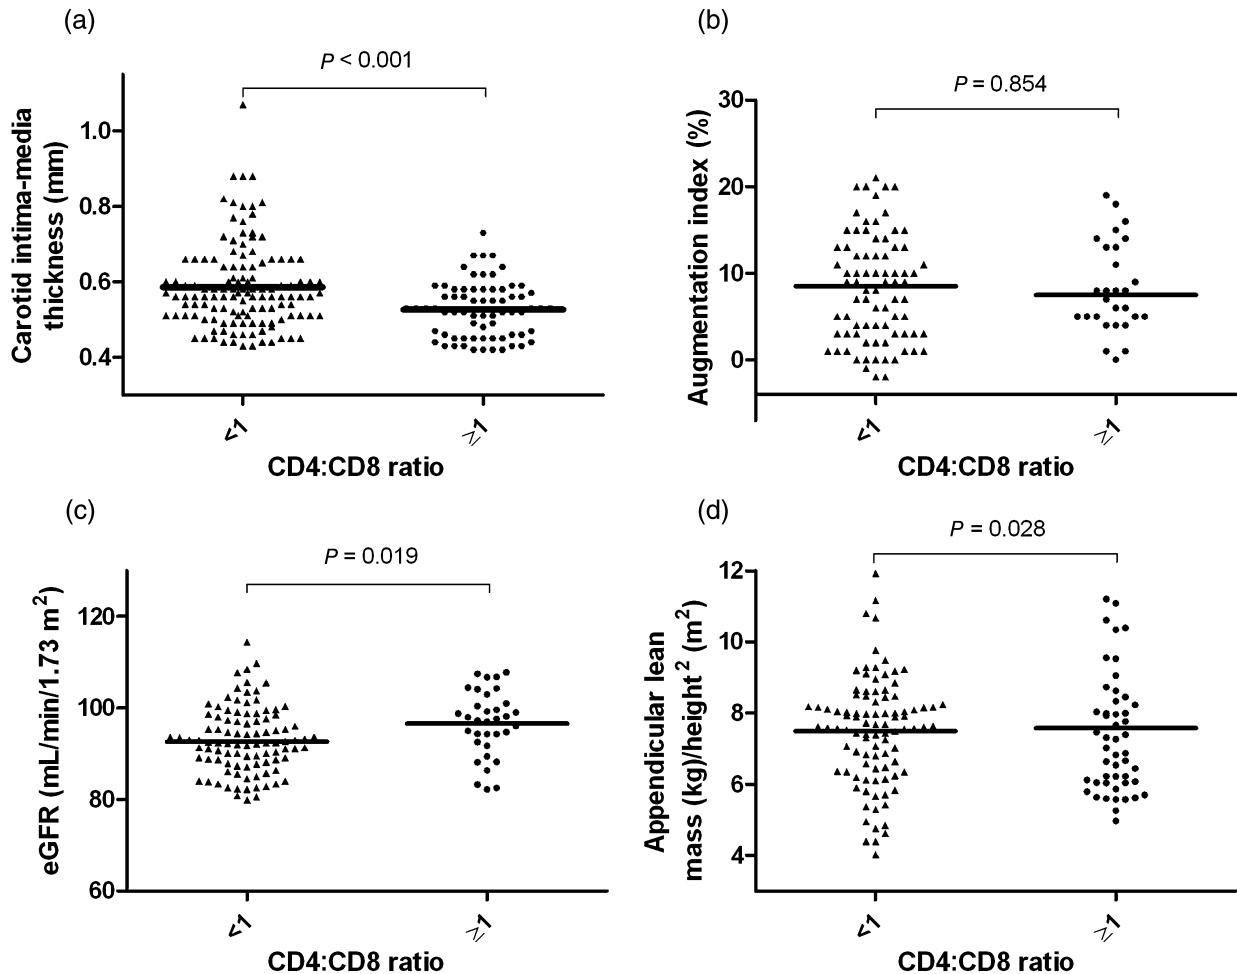 (a)
P < 0.001
Carotid intima-media
thickness (mm)
1.0
0.8
0.6
0.4
<1
≥1
CD4:CD8 ratio
(b)
P = 0.854
Augmentation index (%)
30
20
10
0
<1
≥1
CD4:CD8 ratio
(c)
P = 0.019
eGFR (mL/min/1.73 m²)
120
100
80
60
<1
≥1
CD4:CD8 ratio
(d)
P = 0.028
Appendicular lean
mass (kg)/height² (m²)
12
10
8
6
4
<1
≥1
CD4:CD8 ratio